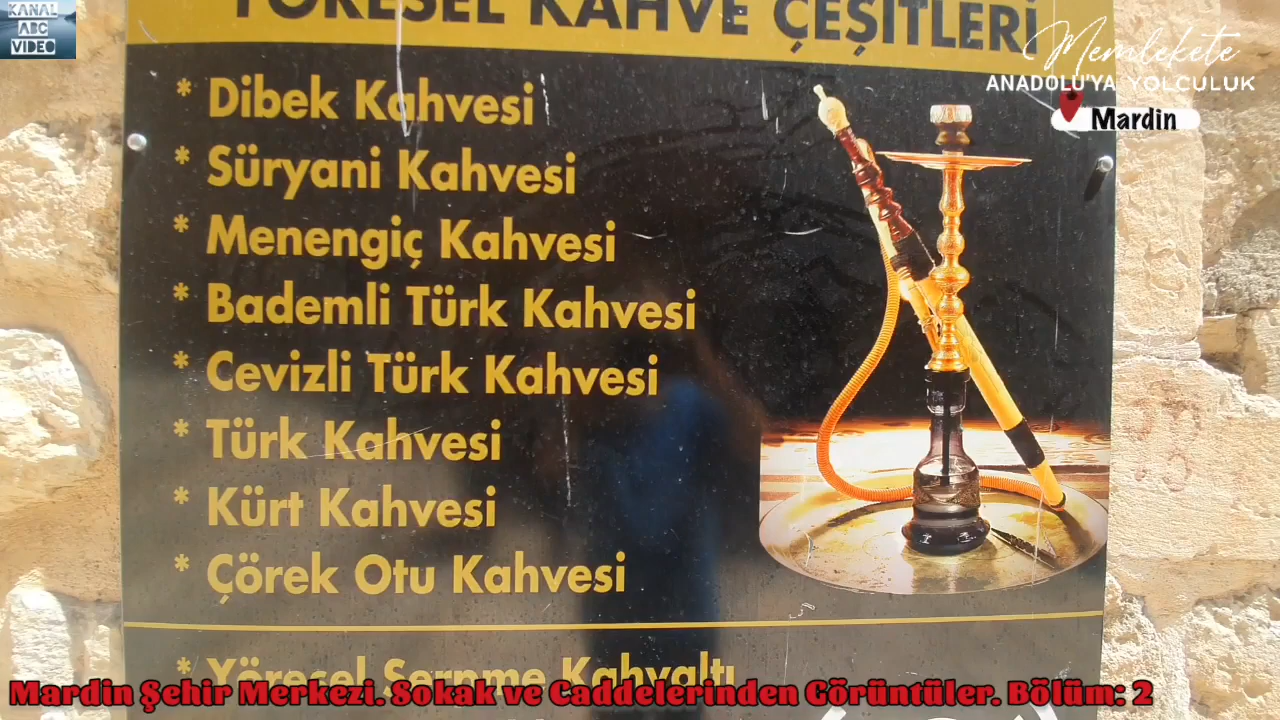 KANAL
ABC
VIDEO
YÖRESEL KAHVE ÇEŞİTLERİ
Memlekete
ANADOLU'YA YOLCULUK
Mardin
* Dibek Kahvesi
* Süryani Kahvesi
* Menengiç Kahvesi
* Bademli Türk Kahvesi
* Cevizli Türk Kahvesi
* Türk Kahvesi
* Kürt Kahvesi
* Çörek Otu Kahvesi
* Yöresel Serpme Kahvaltı
Mardin Şehir Merkezi. Sokak ve Caddelerinden Görüntüler. Bölüm: 2